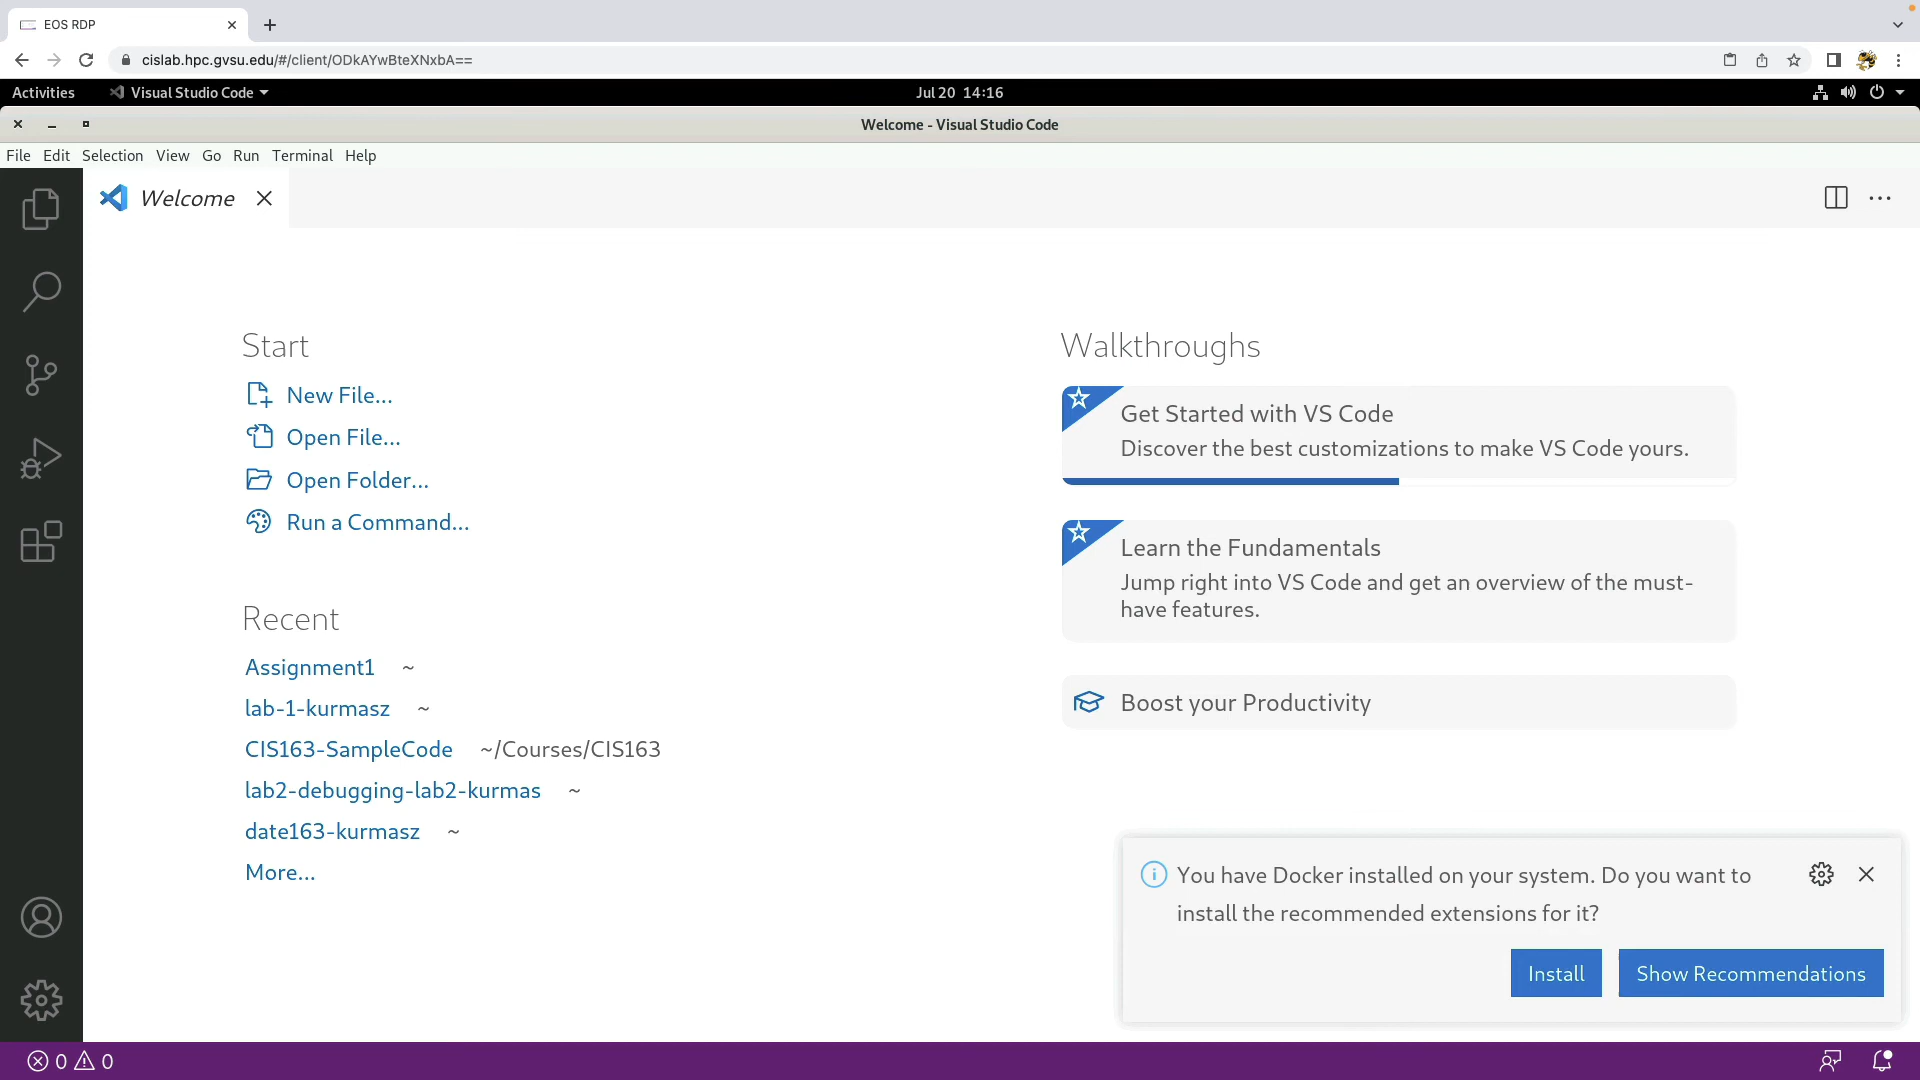 EOS RDP
cislab.hpc.gvsu.edu/#/client/ODkAYwBteXNxbA==
Activities Visual Studio Code Jul 20 14:16
Welcome - Visual Studio Code
File Edit Selection View Go Run Terminal Help
Welcome
Start
New File...
Open File...
Open Folder...
Run a Command...
Recent
Assignment1 ~
lab-1-kurmasz ~
CIS163-SampleCode ~/Courses/CIS163
lab2-debugging-lab2-kurmas ~
date163-kurmasz ~
More...
Walkthroughs
Get Started with VS Code
Discover the best customizations to make VS Code yours.
Learn the Fundamentals
Jump right into VS Code and get an overview of the must-
have features.
Boost your Productivity
You have Docker installed on your system. Do you want to
install the recommended extensions for it?
Install Show Recommendations
0 0